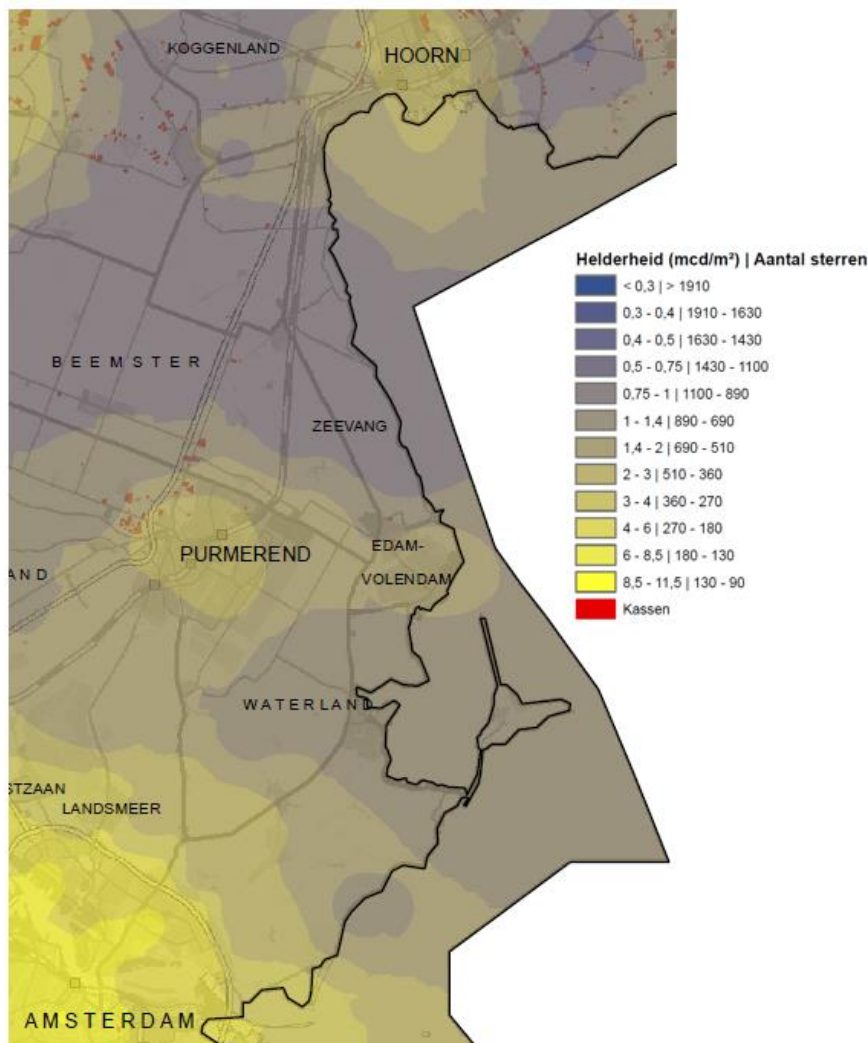 KOGGENLAND
HOORN
Helderheid (mcd/m²) | Aantal sterren
< 0,3 | > 1910
0,3 - 0,4 | 1910 - 1630
0,4 - 0,5 | 1630 - 1430
0,5 - 0,75 | 1430 - 1100
0,75 - 1 | 1100 - 890
1 - 1,4 | 890 - 690
1,4 - 2 | 690 - 510
2 - 3 | 510 - 360
3 - 4 | 360 - 270
4 - 6 | 270 - 180
6 - 8,5 | 180 - 130
8,5 - 11,5 | 130 - 90
Kassen
BEEMSTER
ZEEVANG
PURMEREND
EDAM-
VOLENDAM
AND
WATERLAND
STZAAN
LANDSMEER
AMSTERDAM